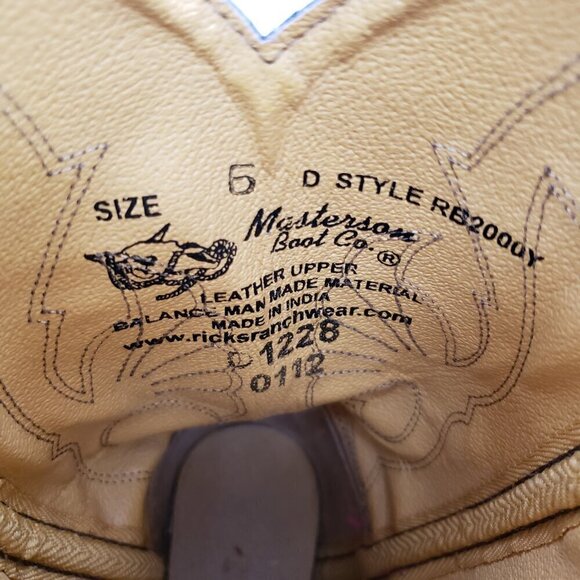 SIZE 6 D STYLE RB2000Y
Masterson
Boot Co.®
LEATHER UPPER
BALANCE MAN MADE MATERIAL
MADE IN INDIA
www.ricksranchwear.com
1228
0112